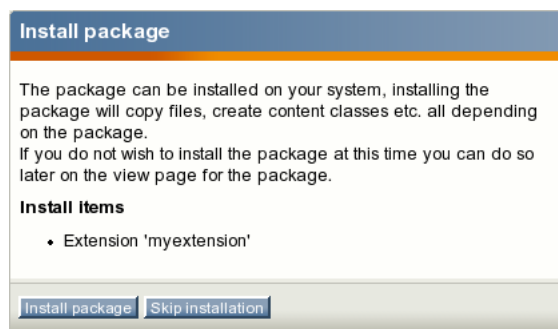 Install package
The package can be installed on your system, installing the
package will copy files, create content classes etc. all depending
on the package.
If you do not wish to install the package at this time you can do so
later on the view page for the package.
Install items
• Extension 'myextension'
Install package Skip installation